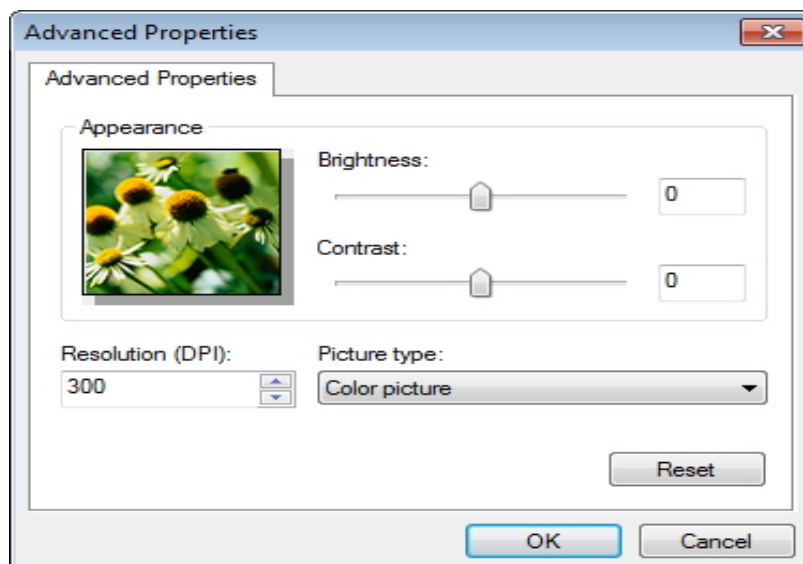 Advanced Properties
Advanced Properties
Appearance
Brightness:
0
Contrast:
0
Resolution (DPI):
Picture type:
300
Color picture
Reset
OK
Cancel